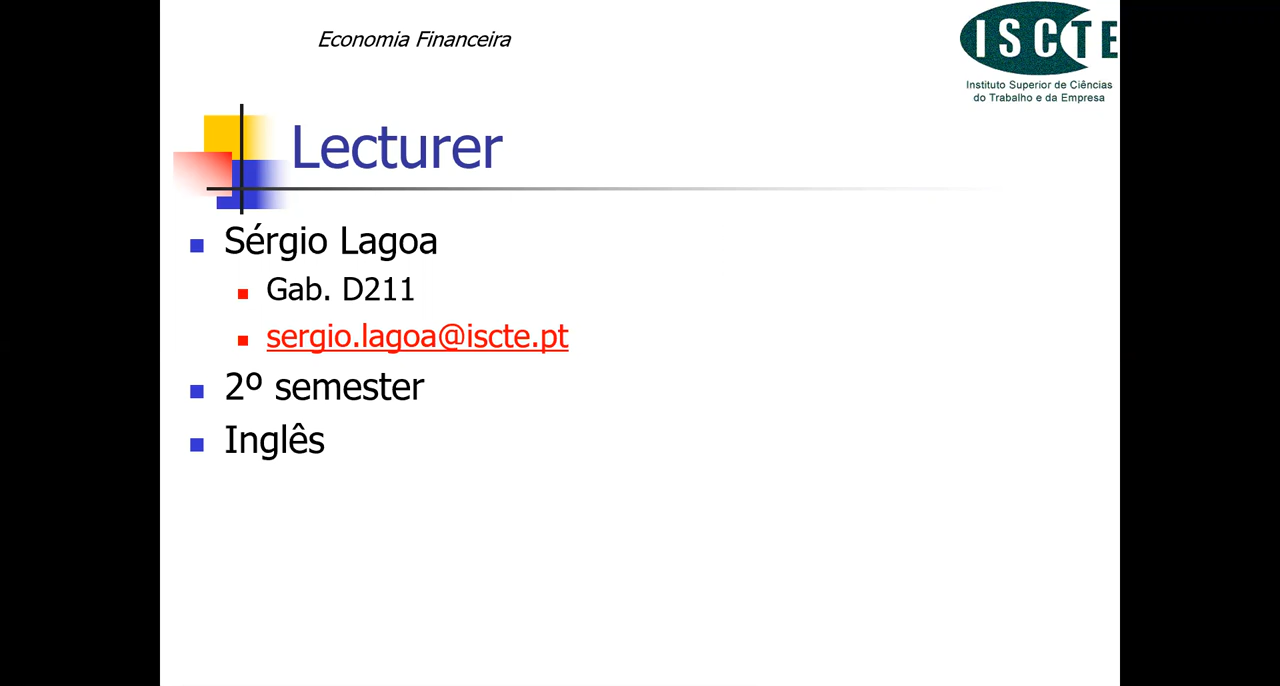 Economia Financeira
ISCTE
Instituto Superior de Ciências
do Trabalho e da Empresa
Lecturer
Sérgio Lagoa
Gab. D211
sergio.lagoa@iscte.pt
2º semester
Inglês